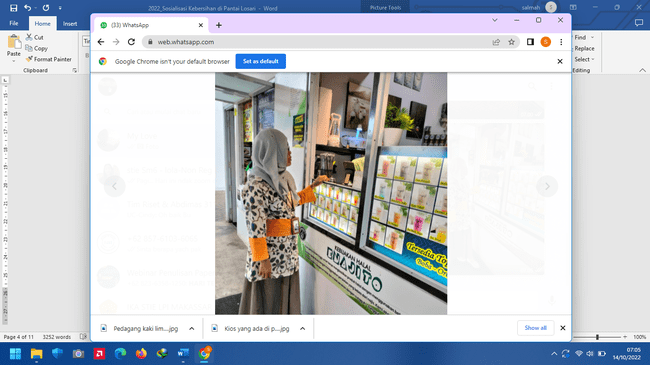 2022_Sosialisasi Kebersihan di Pantai Losari - Word
Picture Tools
salmah
S
File
Home
Insert
Cut
Copy
Format Painter
Paste
Clipboard
Find
Replace
Select
Editing
(33) WhatsApp
web.whatsapp.com
S
Google Chrome isn't your default browser
Set as default
KEBUKAN HALAL
Tersedia
Pedagang kaki lim....jpg
Kios yang ada di p....jpg
Show all
Page 4 of 11
3252 words
100%
07:05
14/10/2022